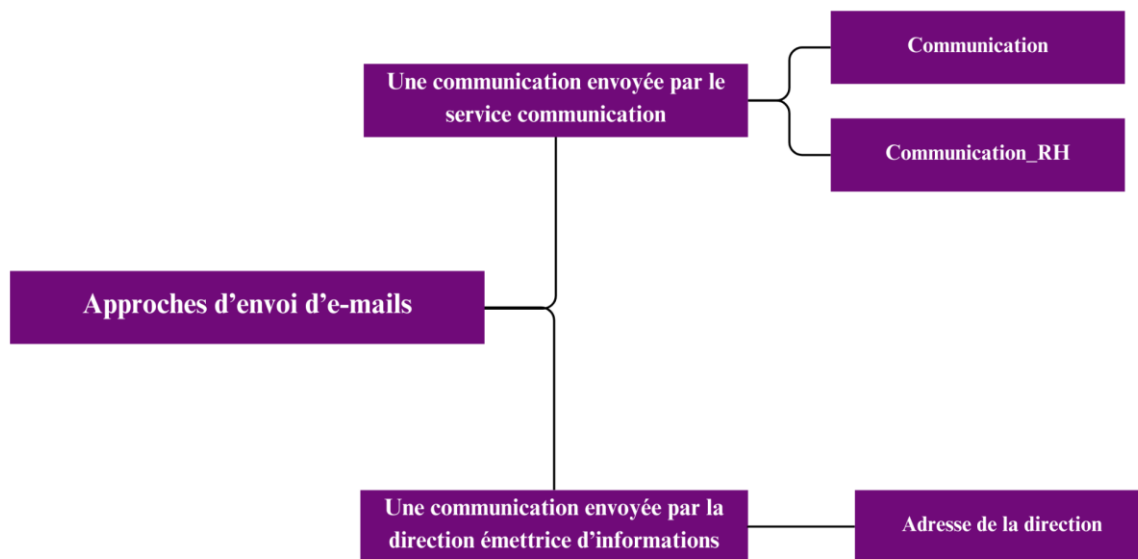 Communication
Une communication envoyée par le
service communication
Communication_RH
Approches d’envoi d’e-mails
Une communication envoyée par la
direction émettrice d’informations
Adresse de la direction